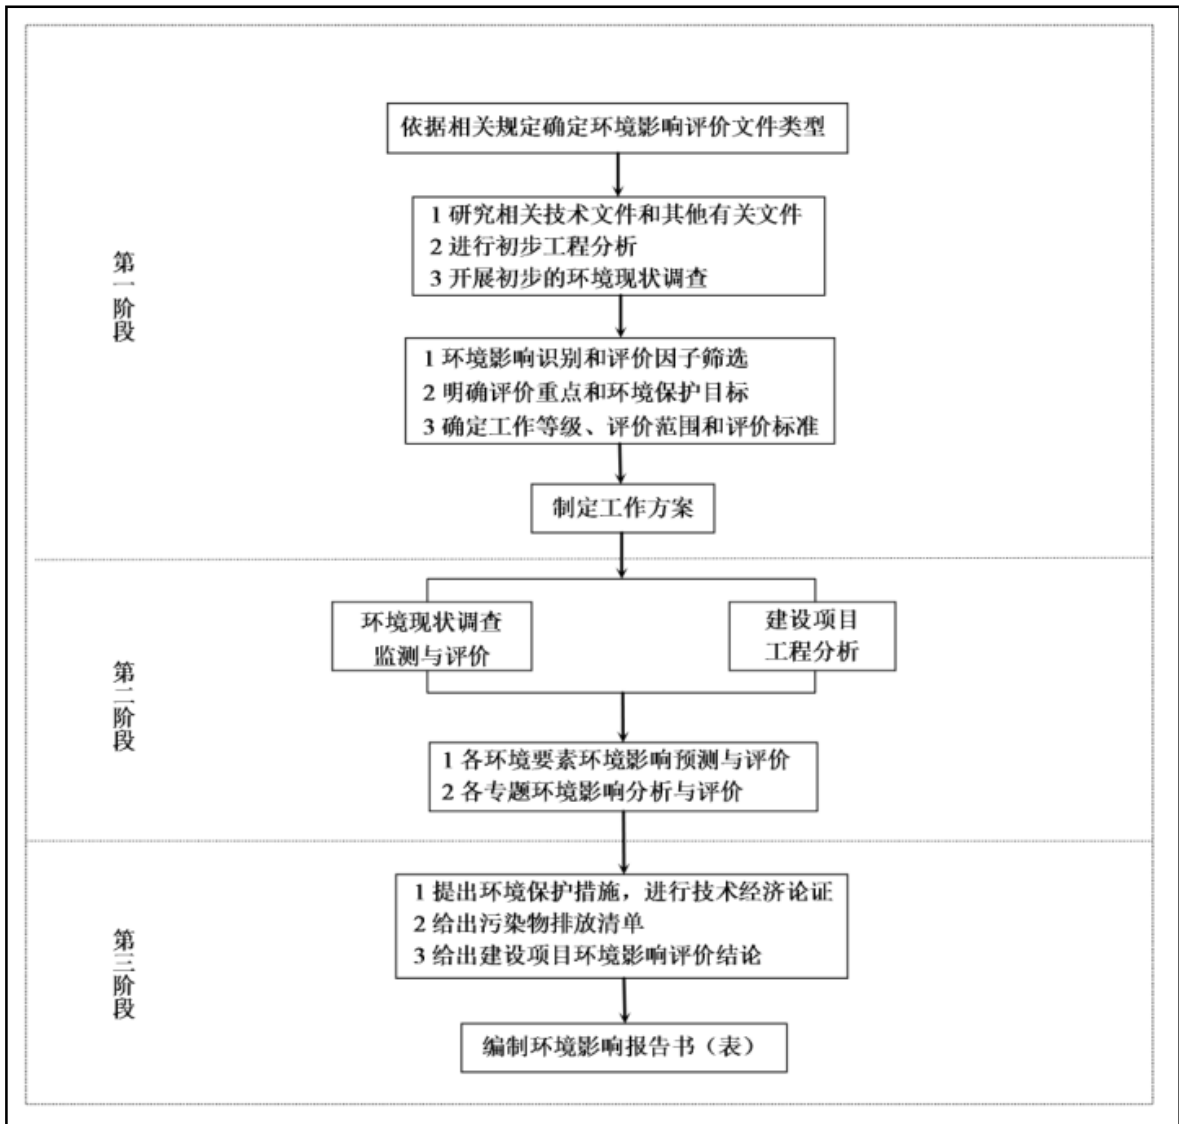 依据相关规定确定环境影响评价文件类型
1 研究相关技术文件和其他有关文件
2 进行初步工程分析
3 开展初步的环境现状调查
第一阶段
1 环境影响识别和评价因子筛选
2 明确评价重点和环境保护目标
3 确定工作等级、评价范围和评价标准
制定工作方案
环境现状调查
监测与评价
建设项目
工程分析
第二阶段
1 各环境要素环境影响预测与评价
2 各专题环境影响分析与评价
1 提出环境保护措施，进行技术经济论证
2 给出污染物排放清单
3 给出建设项目环境影响评价结论
第三阶段
编制环境影响报告书（表）